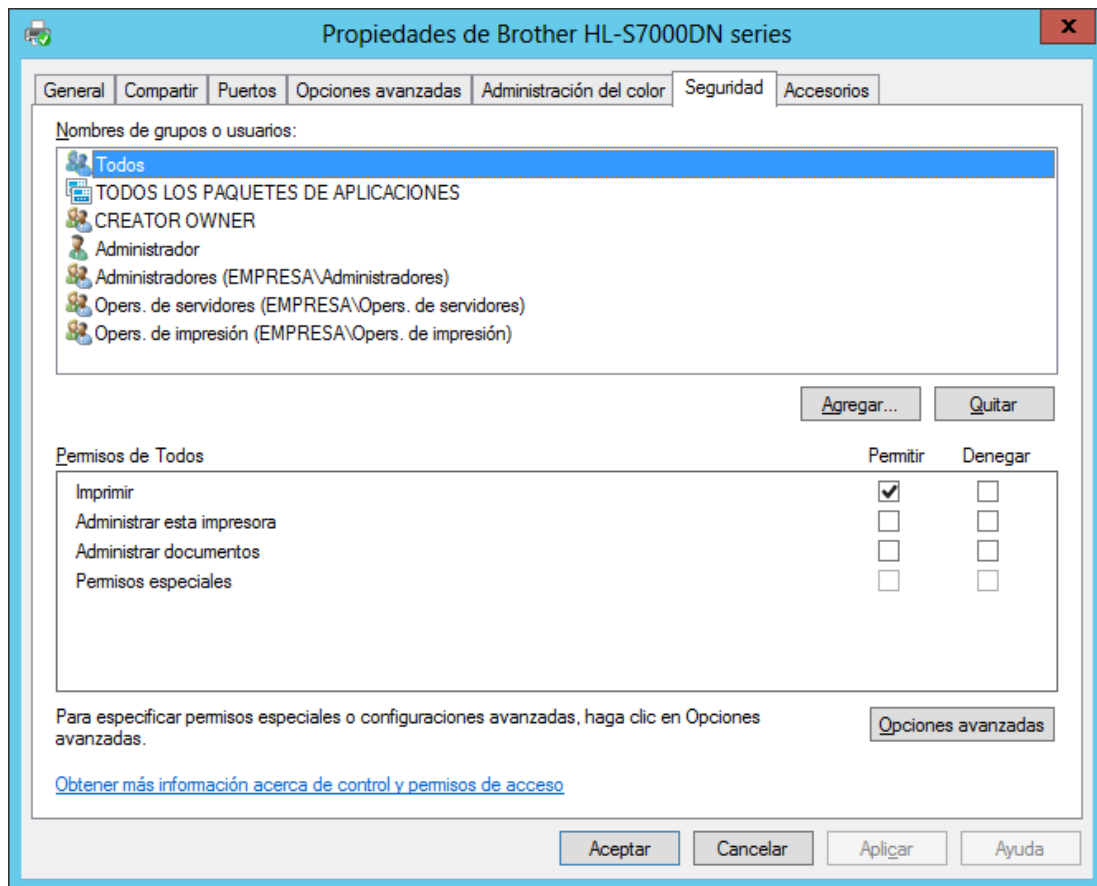 Propiedades de Brother HL-S7000DN series
x
General Compartir Puertos Opciones avanzadas Administración del color Seguridad Accesorios
Nombres de grupos o usuarios:
Todos
TODOS LOS PAQUETES DE APLICACIONES
CREATOR OWNER
Administrador
Administradores (EMPRESA\Administradores)
Opers. de servidores (EMPRESA\Opers. de servidores)
Opers. de impresión (EMPRESA\Opers. de impresión)
Agregar... Quitar
Permisos de Todos Permitir Denegar
Imprimir
Administrar esta impresora
Administrar documentos
Permisos especiales
Para especificar permisos especiales o configuraciones avanzadas, haga clic en Opciones
avanzadas.
Opciones avanzadas
Obtener más información acerca de control y permisos de acceso
Aceptar Cancelar Aplicar Ayuda